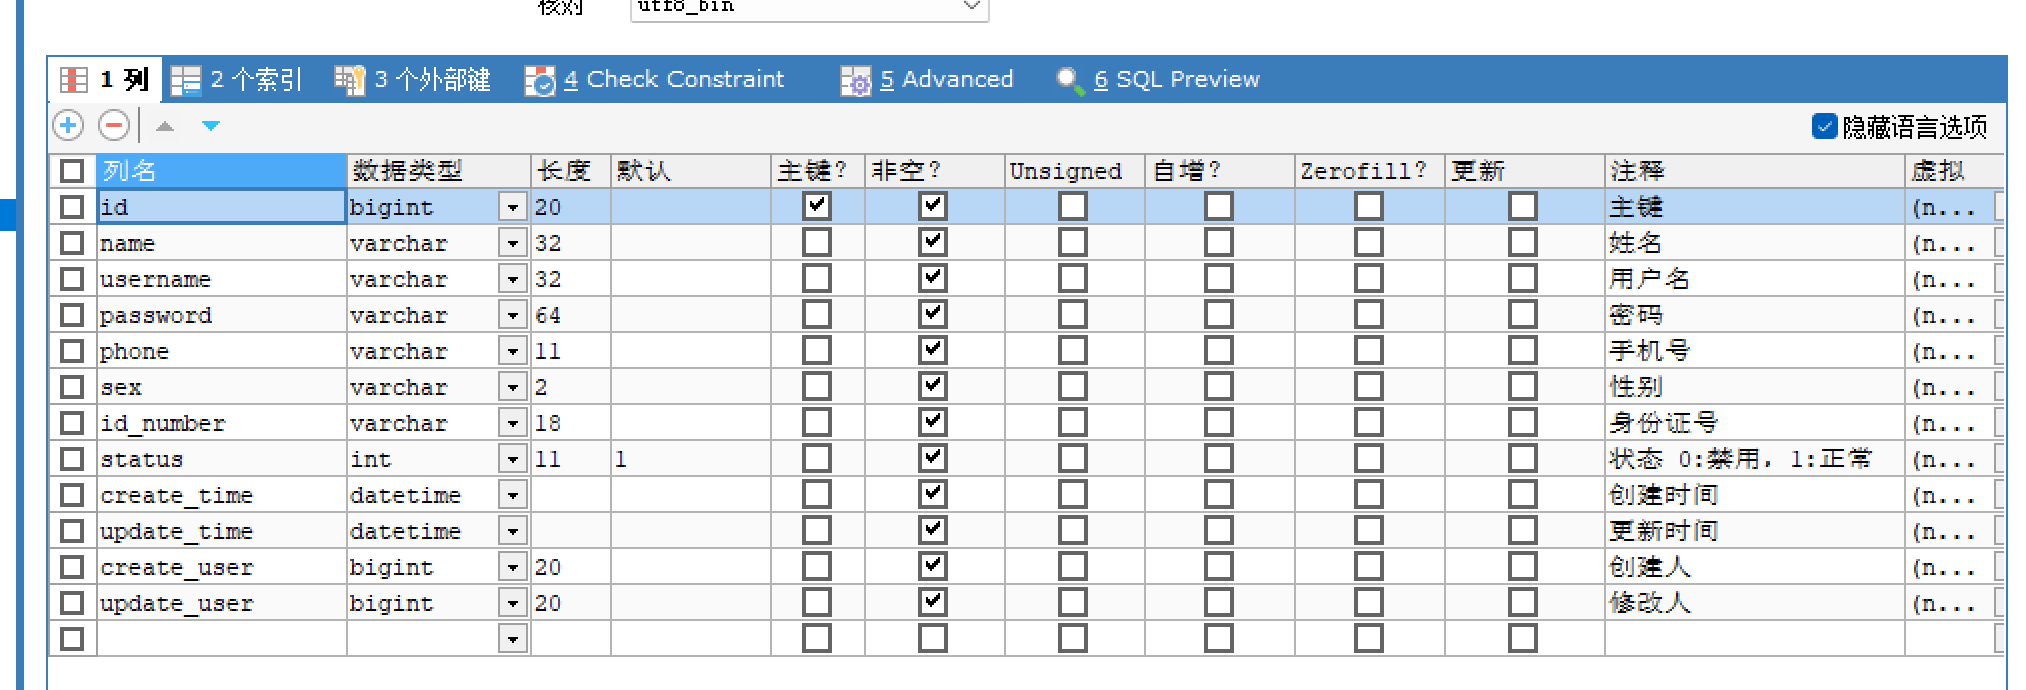 核对 utf8_bin
1 列 2 个索引 3 个外部键 4 Check Constraint 5 Advanced 6 SQL Preview
隐藏语言选项
列名 数据类型 长度 默认 主键? 非空? Unsigned 自增? Zerofill? 更新 注释 虚拟
id bigint 20 主键 (n...
name varchar 32 姓名 (n...
username varchar 32 用户名 (n...
password varchar 64 密码 (n...
phone varchar 11 手机号 (n...
sex varchar 2 性别 (n...
id_number varchar 18 身份证号 (n...
status int 11 1 状态 0:禁用，1:正常 (n...
create_time datetime 创建时间 (n...
update_time datetime 更新时间 (n...
create_user bigint 20 创建人 (n...
update_user bigint 20 修改人 (n...